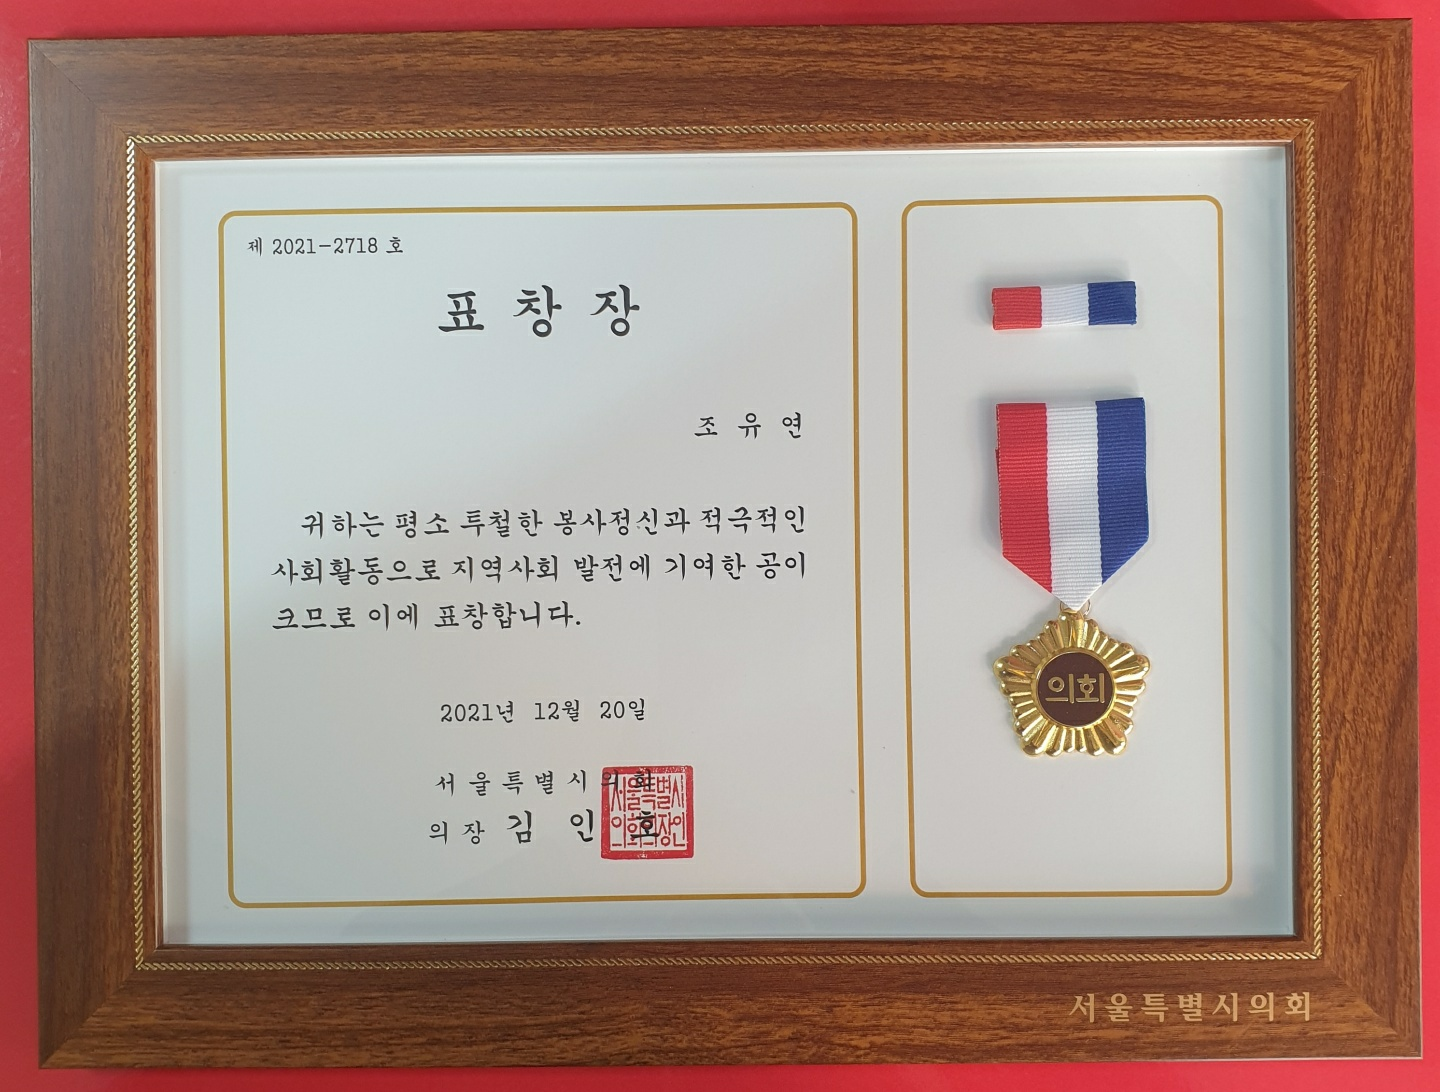 제 2021-2718 호
표 창 장
조 유 연
귀하는 평소 투철한 봉사정신과 적극적인
사회활동으로 지역사회 발전에 기여한 공이
크므로 이에 표창합니다.
2021년 12월 20일
서 울 특 별 시 의 회
의 장 김 인 호
서울특별시
의회의장인
의회
서울특별시의회